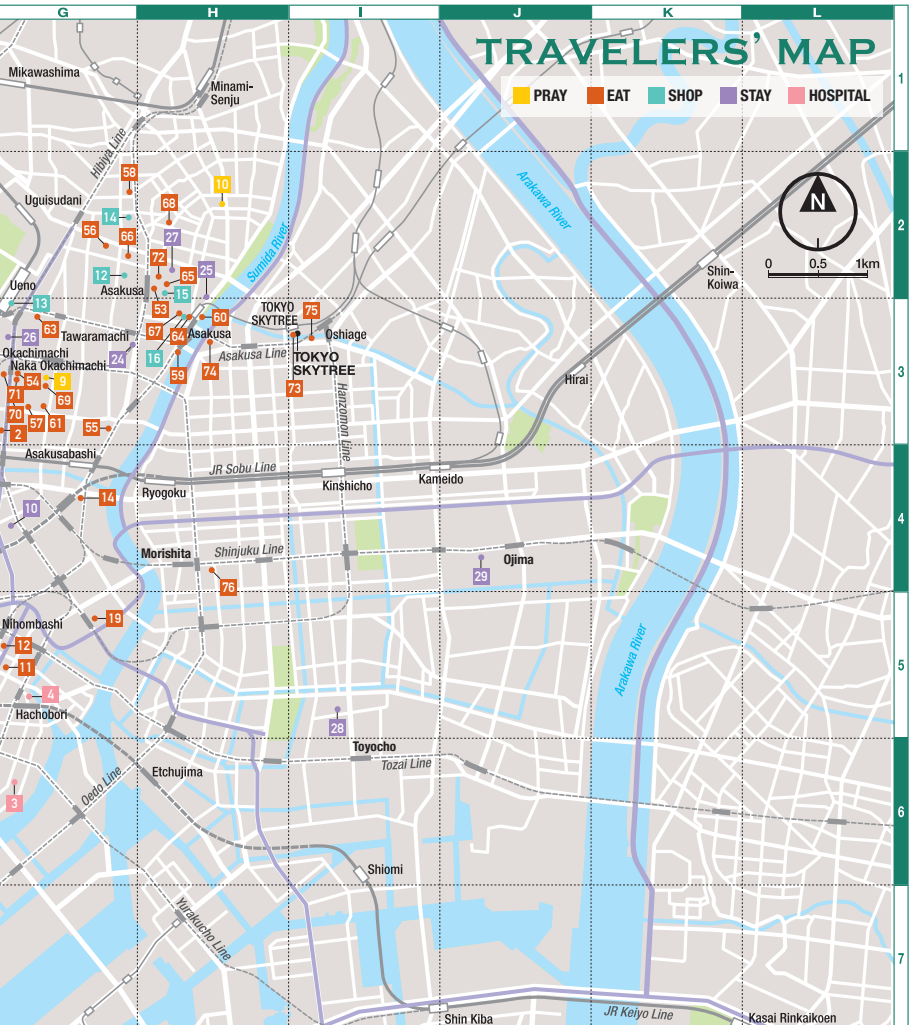 G H I J K L
TRAVELERS’ MAP
PRAY EAT SHOP STAY HOSPITAL
1
Mikawashima
Minami-
Senju
Hibiya Line
58
10
Uguisudani
68
14
56
66
27
Sumida River
Arakawa River
N
2
72
25
12
65
Asakusa
15
Ueno
Shin-
Koiwa
0 0.5 1km
13
53
TOKYO
SKYTREE
75
63
67
64
60
Tawaramachi
Asakusa
Oshiage
26
16
Asakusa Line
Okachimachi
24
TOKYO
SKYTREE
Naka Okachimachi
59
74
3
54
9
73
Hirai
71
69
70
57
61
55
2
Hanzomon Line
Asakusabashi
JR Sobu Line
Ryogoku
Kinshicho
Kameido
14
10
4
Morishita
Shinjuku Line
Ojima
29
76
19
Nihombashi
12
11
Arakawa River
5
4
Hachobori
28
Toyocho
Tozai Line
Etchujima
Oedo Line
3
6
Shiomi
Yurakucho Line
7
Shin Kiba
JR Keiyo Line
Kasai Rinkaikoen